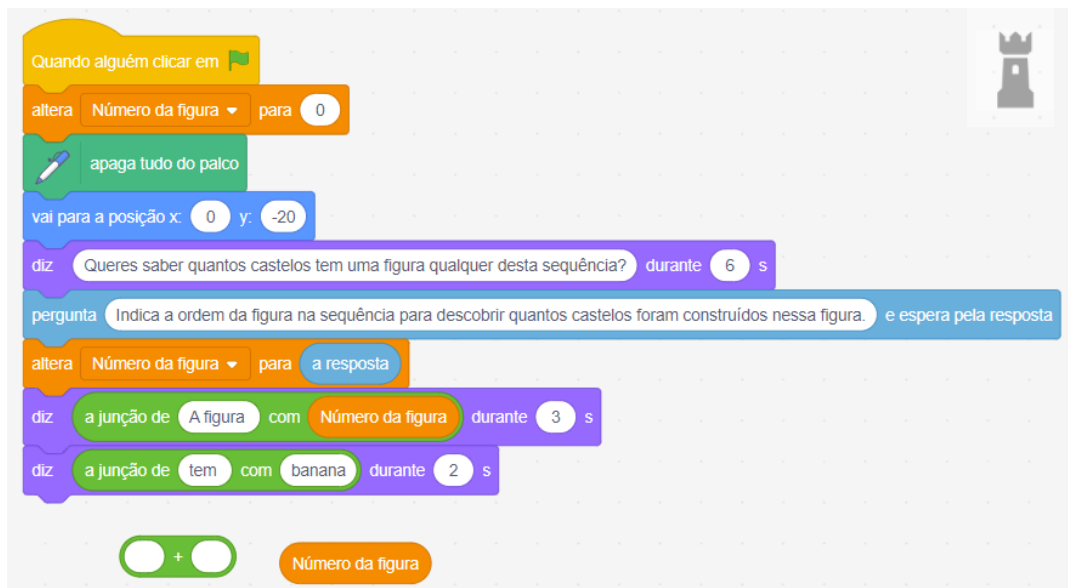 Quando alguém clicar em
altera Número da figura para 0
apaga tudo do palco
vai para a posição x: 0 y: -20
diz Queres saber quantos castelos tem uma figura qualquer desta sequência? durante 6 s
pergunta Indica a ordem da figura na sequência para descobrir quantos castelos foram construídos nessa figura. e espera pela resposta
altera Número da figura para a resposta
diz a junção de A figura com Número da figura durante 3 s
diz a junção de tem com banana durante 2 s
+ Número da figura